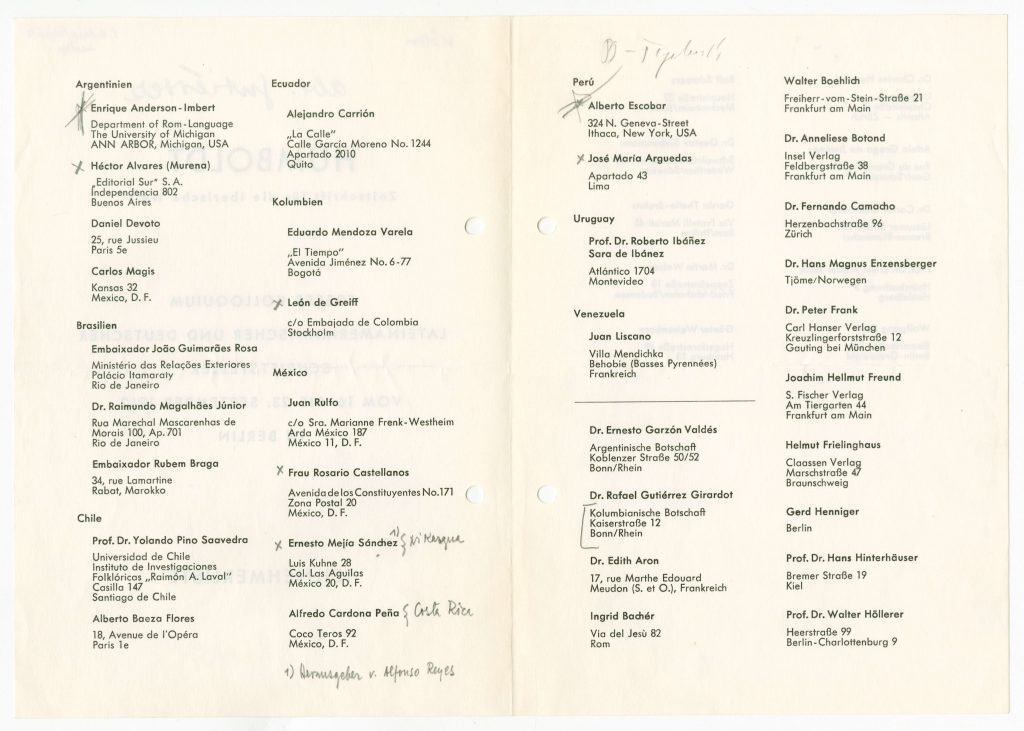 Argentinien
Enrique Anderson-Imbert
Department of Rom-Language
The University of Michigan
ANN ARBOR, Michigan, USA
Héctor Alvares (Murena)
„Editorial Sur“ S. A.
Independencia 802
Buenos Aires
Daniel Devoto
25, rue Jussieu
Paris 5e
Carlos Magis
Kansas 32
Mexico, D. F.
Brasilien
Embaixador João Guimarães Rosa
Ministério das Relações Exteriores
Palácio Itamaraty
Rio de Janeiro
Dr. Raimundo Magalhães Júnior
Rua Marechal Mascarenhas de
Morais 100, Ap. 701
Rio de Janeiro
Embaixador Rubem Braga
34, rue Lamartine
Rabat, Marokko
Chile
Prof. Dr. Yolando Pino Saavedra
Universidad de Chile
Instituto de Investigaciones
Folklóricas „Raimón A. Laval“
Casilla 147
Santiago de Chile
Alberto Baeza Flores
18, Avenue de l'Opéra
Paris 1e
Ecuador
Alejandro Carrión
„La Calle“
Calle García Moreno No. 1244
Apartado 2010
Quito
Kolumbien
Eduardo Mendoza Varela
„El Tiempo“
Avenida Jiménez No. 6-77
Bogotá
León de Greiff
c/o Embajada de Colombia
Stockholm
México
Juan Rulfo
c/o Sra. Marianne Frenk-Westheim
Arda México 187
México 11, D. F.
Frau Rosario Castellanos
Avenida de los Constituyentes No. 171
Zona Postal 20
México, D. F.
Ernesto Mejía Sánchez 1)
Luis Kuhne 28
Col. Las Aguilas
México 20, D. F.
Alfredo Cardona Peña Costa Rica
Coco Teros 92
México, D. F.
1) Herausgeber v. Alfonso Reyes
Perú
Alberto Escobar
324 N. Geneva-Street
Ithaca, New York, USA
José María Arguedas
Apartado 43
Lima
Uruguay
Prof. Dr. Roberto Ibáñez
Sara de Ibánez
Atlántico 1704
Montevideo
Venezuela
Juan Liscano
Villa Mendichka
Behobie (Basses Pyrennées)
Frankreich
Dr. Ernesto Garzón Valdés
Argentinische Botschaft
Koblenzer Straße 50/52
Bonn/Rhein
Dr. Rafael Gutiérrez Girardot
Kolumbianische Botschaft
Kaiserstraße 12
Bonn/Rhein
Dr. Edith Aron
17, rue Marthe Edouard
Meudon (S. et O.), Frankreich
Ingrid Bachér
Via del Jesù 82
Rom
Walter Boehlich
Freiherr-vom-Stein-Straße 21
Frankfurt am Main
Dr. Anneliese Botond
Insel Verlag
Feldbergstraße 38
Frankfurt am Main
Dr. Fernando Camacho
Herzenbachstraße 96
Zürich
Dr. Hans Magnus Enzensberger
Tjöme/Norwegen
Dr. Peter Frank
Carl Hanser Verlag
Kreuzlingerforststraße 12
Gauting bei München
Joachim Hellmut Freund
S. Fischer Verlag
Am Tiergarten 44
Frankfurt am Main
Helmut Frielinghaus
Claassen Verlag
Marschstraße 47
Braunschweig
Gerd Henniger
Berlin
Prof. Dr. Hans Hinterhäuser
Bremer Straße 19
Kiel
Prof. Dr. Walter Höllerer
Heerstraße 99
Berlin-Charlottenburg 9